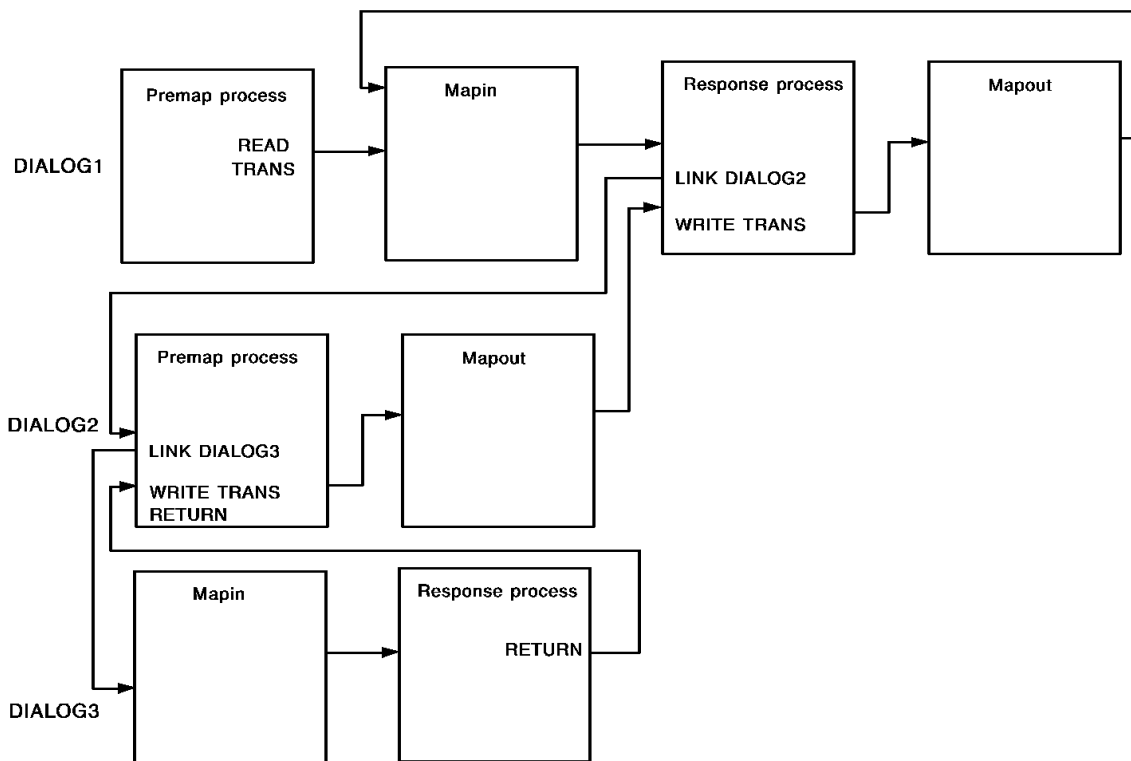 Premap process
READ
TRANS
Mapin
Response process
LINK DIALOG2
WRITE TRANS
Mapout
DIALOG1
Premap process
LINK DIALOG3
WRITE TRANS
RETURN
Mapout
DIALOG2
Mapin
Response process
RETURN
DIALOG3